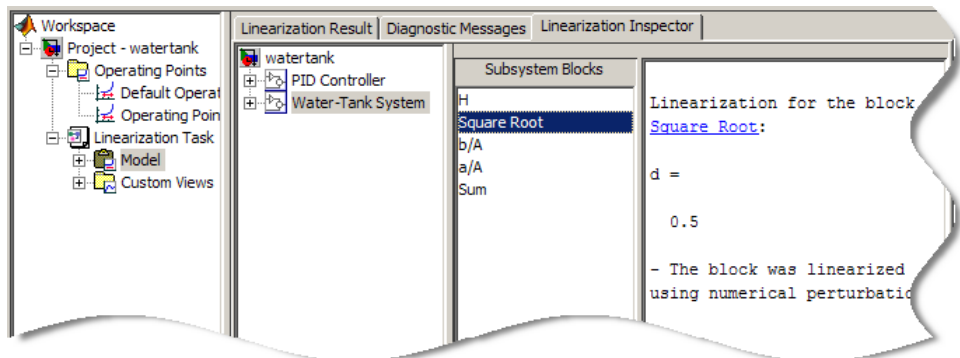 Workspace
Project - watertank
Operating Points
Default Operat
Operating Poin
Linearization Task
Model
Custom Views
Linearization Result
Diagnostic Messages
Linearization Inspector
watertank
PID Controller
Water-Tank System
Subsystem Blocks
H
Square Root
b/A
a/A
Sum
Linearization for the block
Square Root:
d =
0.5
- The block was linearized
using numerical perturbatio